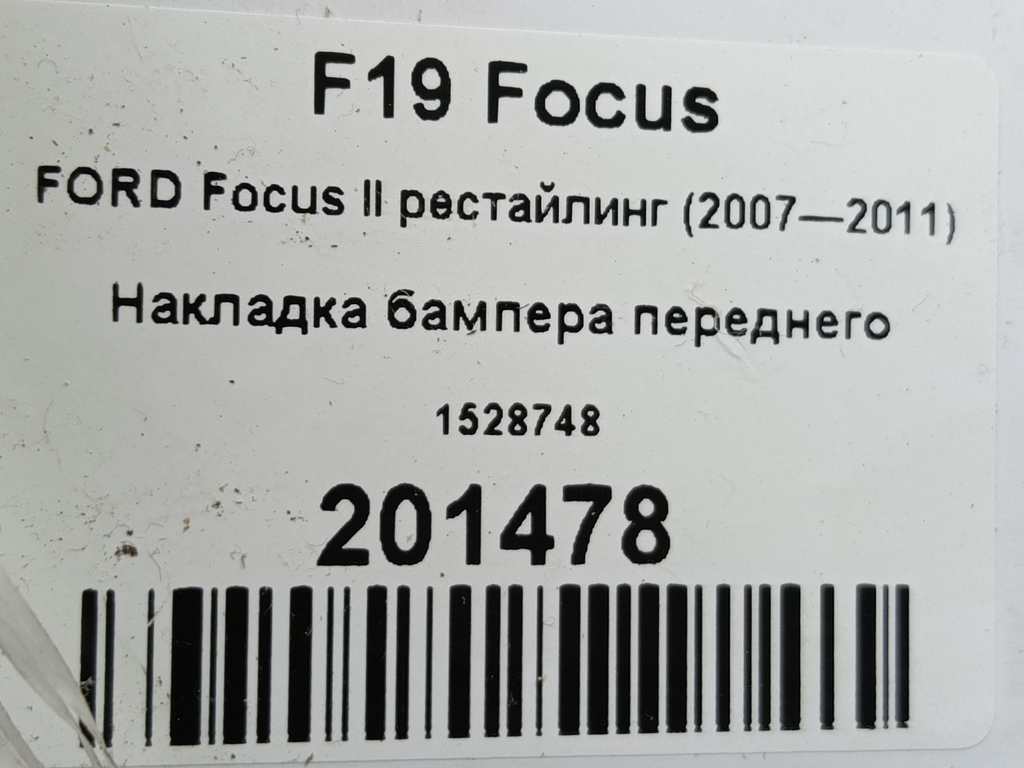 F19 Focus
FORD Focus II рестайлинг (2007—2011)
Накладка бампера переднего
1528748
201478